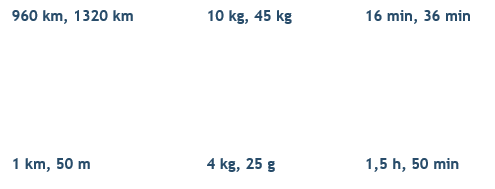 960 km, 1320 km 10 kg, 45 kg 16 min, 36 min
1 km, 50 m 4 kg, 25 g 1,5 h, 50 min